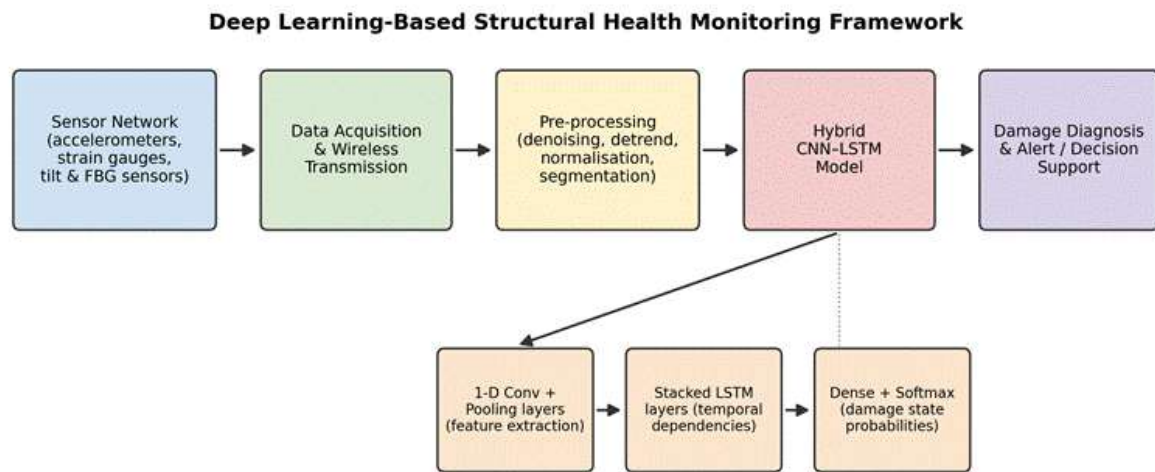 Deep Learning-Based Structural Health Monitoring Framework
Sensor Network
(accelerometers,
strain gauges,
tilt & FBG sensors)
Data Acquisition
& Wireless
Transmission
Pre-processing
(denoising, detrend,
normalisation,
segmentation)
Hybrid
CNN–LSTM
Model
Damage Diagnosis
& Alert / Decision
Support
1-D Conv +
Pooling layers
(feature extraction)
Stacked LSTM
layers (temporal
dependencies)
Dense + Softmax
(damage state
probabilities)